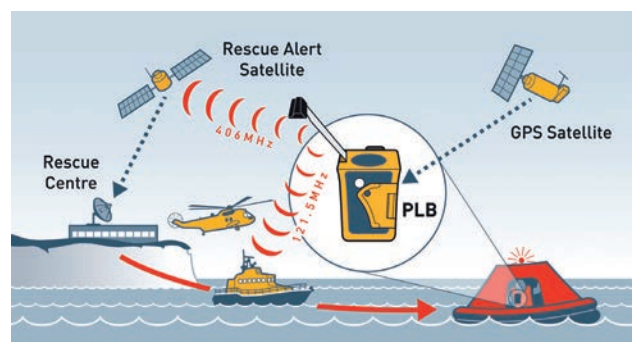 Rescue Alert
Satellite
406MHz
GPS Satellite
Rescue
Centre
PLB
121.5MHz